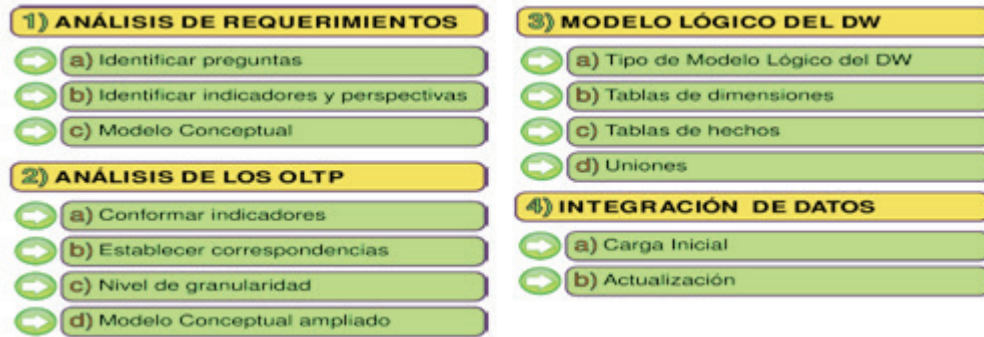 1) ANÁLISIS DE REQUERIMIENTOS
a) Identificar preguntas
b) Identificar indicadores y perspectivas
c) Modelo Conceptual
2) ANÁLISIS DE LOS OLTP
a) Conformar indicadores
b) Establecer correspondencias
c) Nivel de granularidad
d) Modelo Conceptual ampliado
3) MODELO LÓGICO DEL DW
a) Tipo de Modelo Lógico del DW
b) Tablas de dimensiones
c) Tablas de hechos
d) Uniones
4) INTEGRACIÓN DE DATOS
a) Carga Inicial
b) Actualización